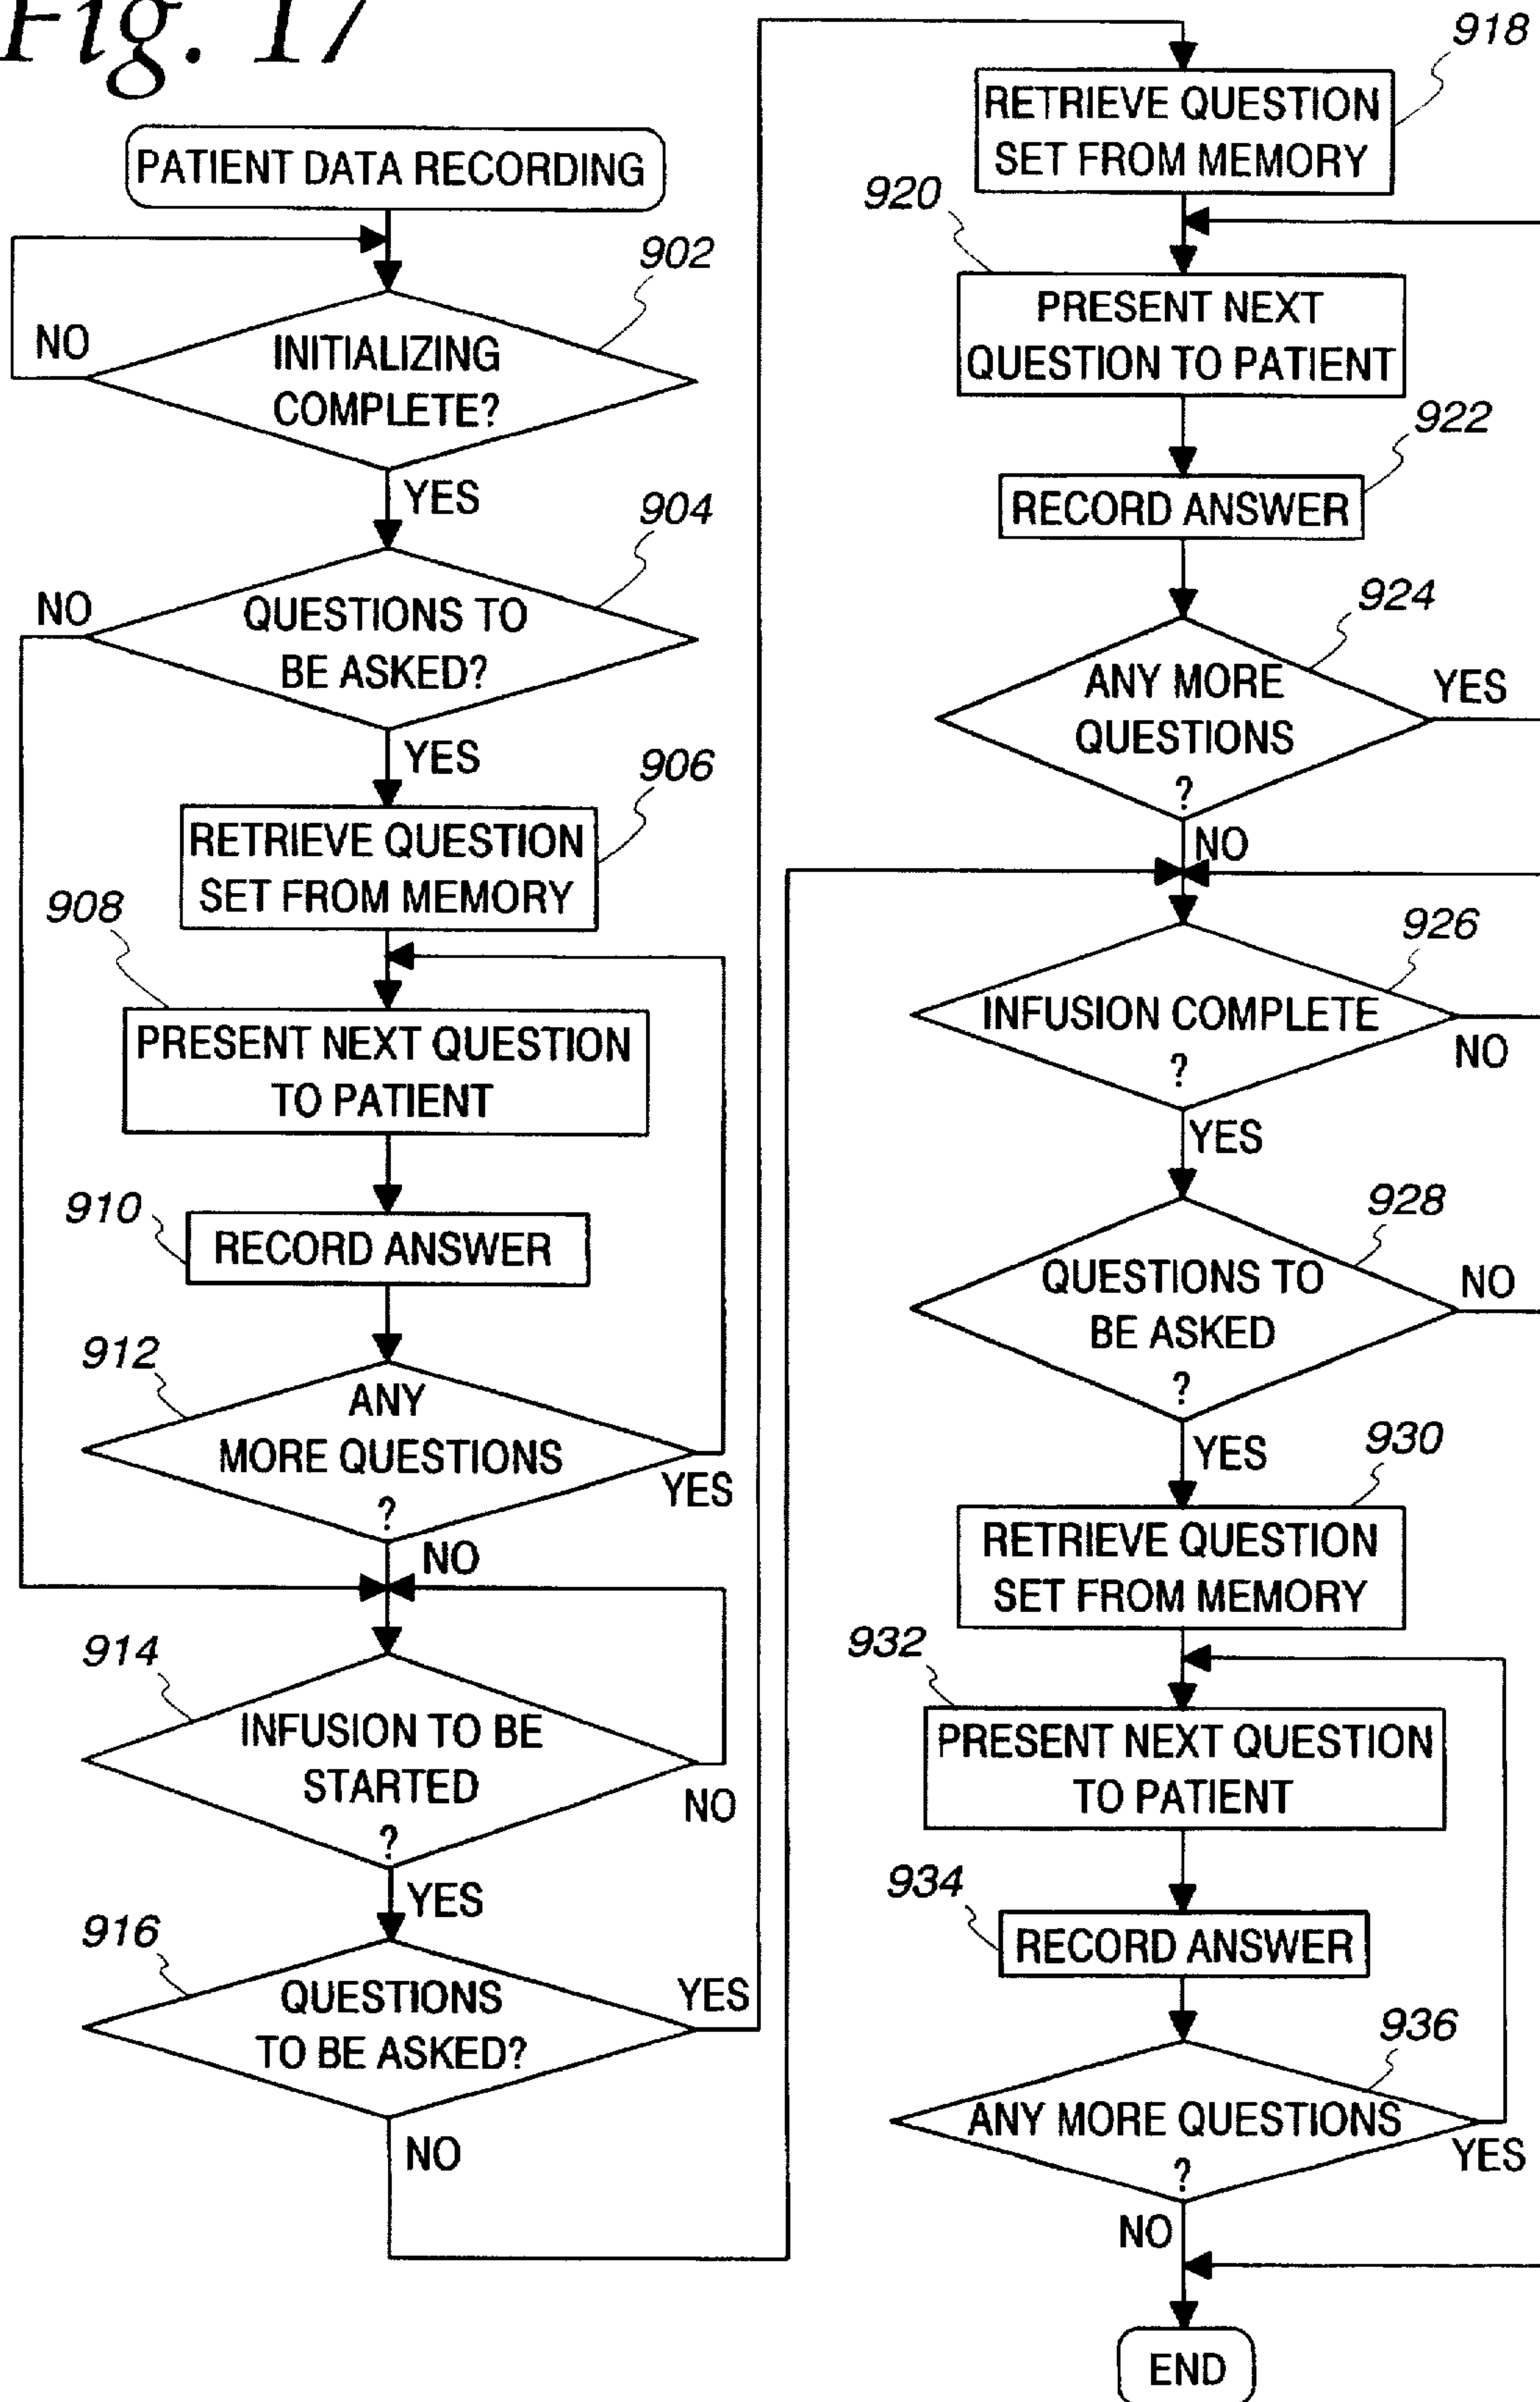 Fig. 17
PATIENT DATA RECORDING
902
NO
INITIALIZING
COMPLETE?
YES
904
NO
QUESTIONS TO
BE ASKED?
YES
906
RETRIEVE QUESTION
SET FROM MEMORY
908
PRESENT NEXT QUESTION
TO PATIENT
910
RECORD ANSWER
912
ANY
MORE QUESTIONS
?
YES
NO
914
INFUSION TO BE
STARTED
?
NO
YES
916
QUESTIONS
TO BE ASKED?
YES
NO
918
RETRIEVE QUESTION
SET FROM MEMORY
920
PRESENT NEXT
QUESTION TO PATIENT
922
RECORD ANSWER
924
ANY MORE
QUESTIONS
?
YES
NO
926
INFUSION COMPLETE
?
NO
YES
928
QUESTIONS TO
BE ASKED
?
NO
YES
930
RETRIEVE QUESTION
SET FROM MEMORY
932
PRESENT NEXT QUESTION
TO PATIENT
934
RECORD ANSWER
936
ANY MORE QUESTIONS
?
YES
NO
END